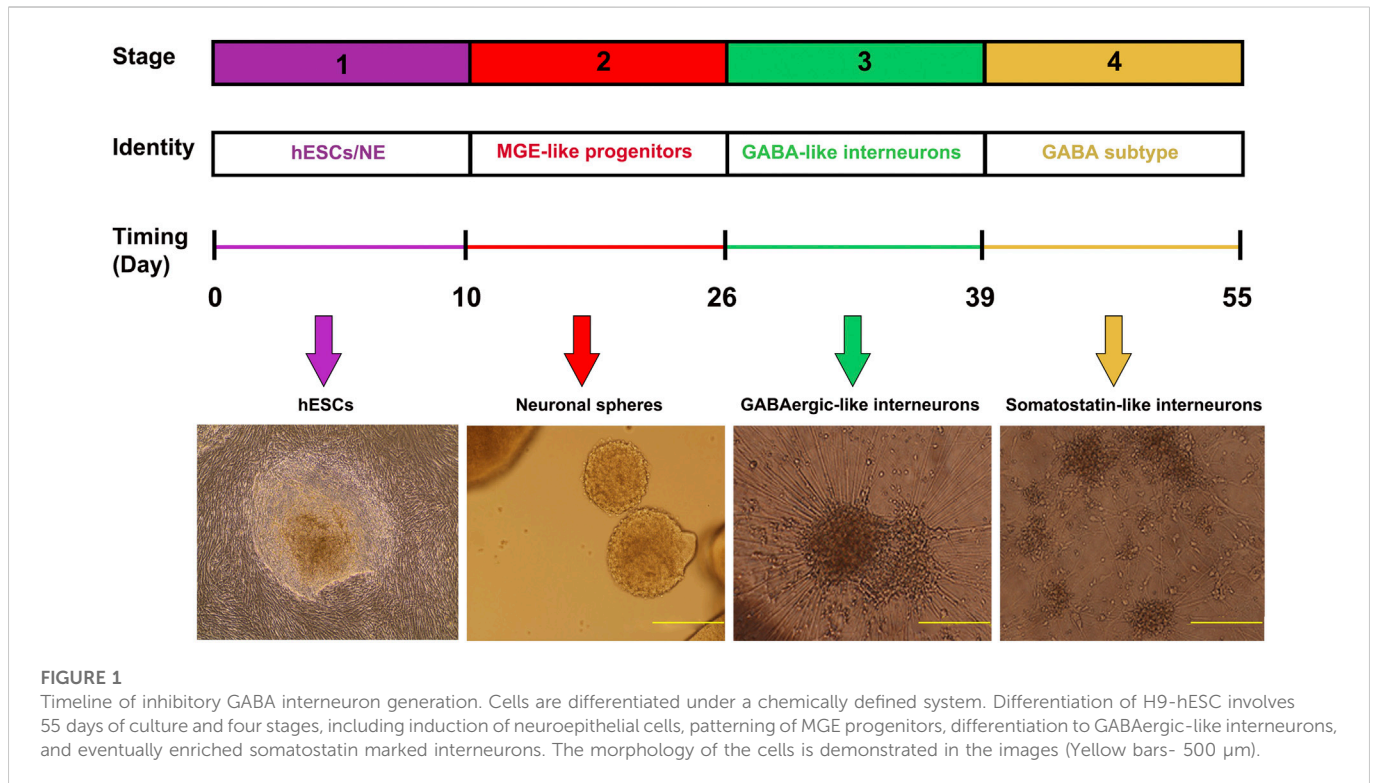 Stage 1 2 3 4
Identity hESCs/NE MGE-like progenitors GABA-like interneurons GABA subtype
Timing
(Day)
0 10 26 39 55
hESCs Neuronal spheres GABAergic-like interneurons Somatostatin-like interneurons
FIGURE 1
Timeline of inhibitory GABA interneuron generation. Cells are differentiated under a chemically defined system. Differentiation of H9-hESC involves
55 days of culture and four stages, including induction of neuroepithelial cells, patterning of MGE progenitors, differentiation to GABAergic-like interneurons,
and eventually enriched somatostatin marked interneurons. The morphology of the cells is demonstrated in the images (Yellow bars- 500 µm).